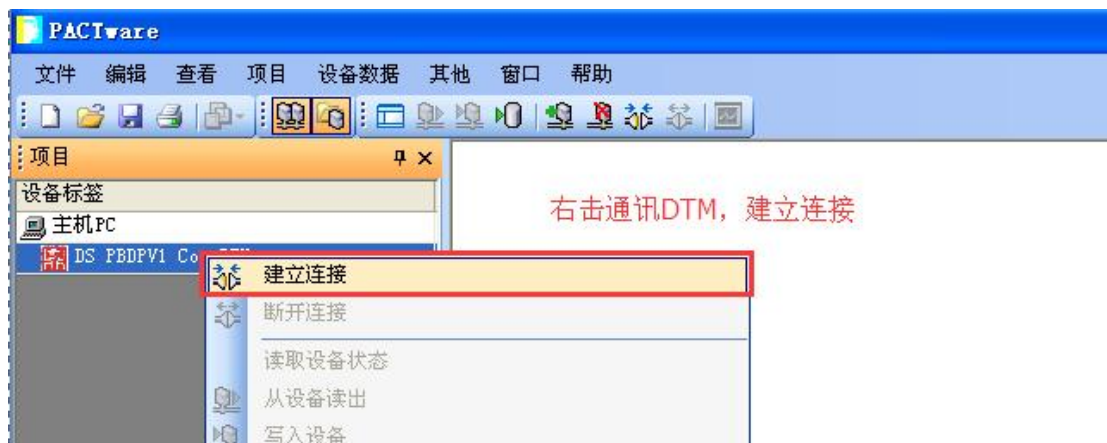 PACTware
文件 编辑 查看 项目 设备数据 其他 窗口 帮助
项目
设备标签
主机PC
右击通讯DTM，建立连接
DS PBDPV1
建立连接
断开连接
读取设备状态
从设备读出
写入设备